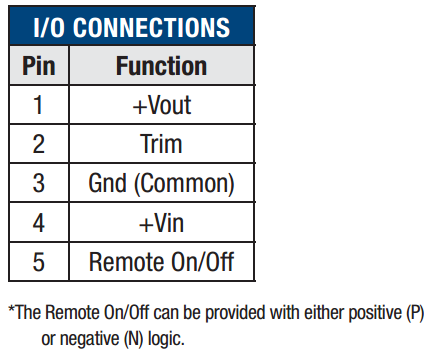 I/O CONNECTIONS
Pin Function
1 +Vout
2 Trim
3 Gnd (Common)
4 +Vin
5 Remote On/Off
*The Remote On/Off can be provided with either positive (P)
or negative (N) logic.